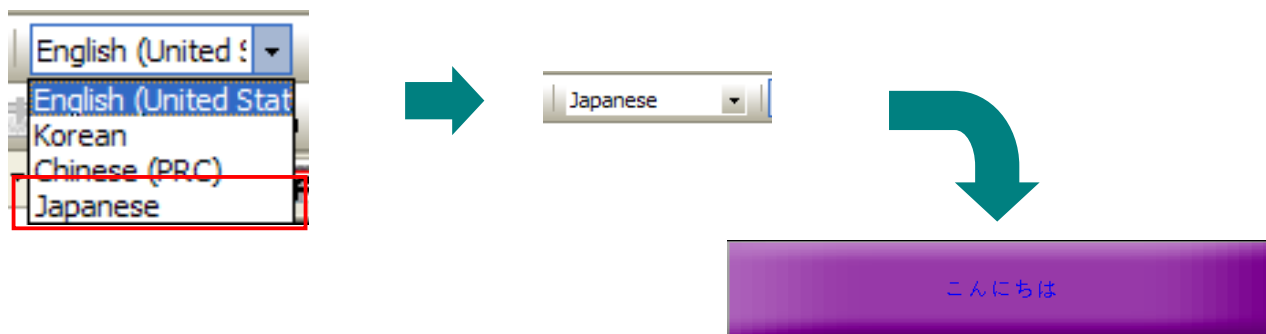 English (United S
English (United Stat
Korean
Chinese (PRC)
Japanese
Japanese
こんにちは